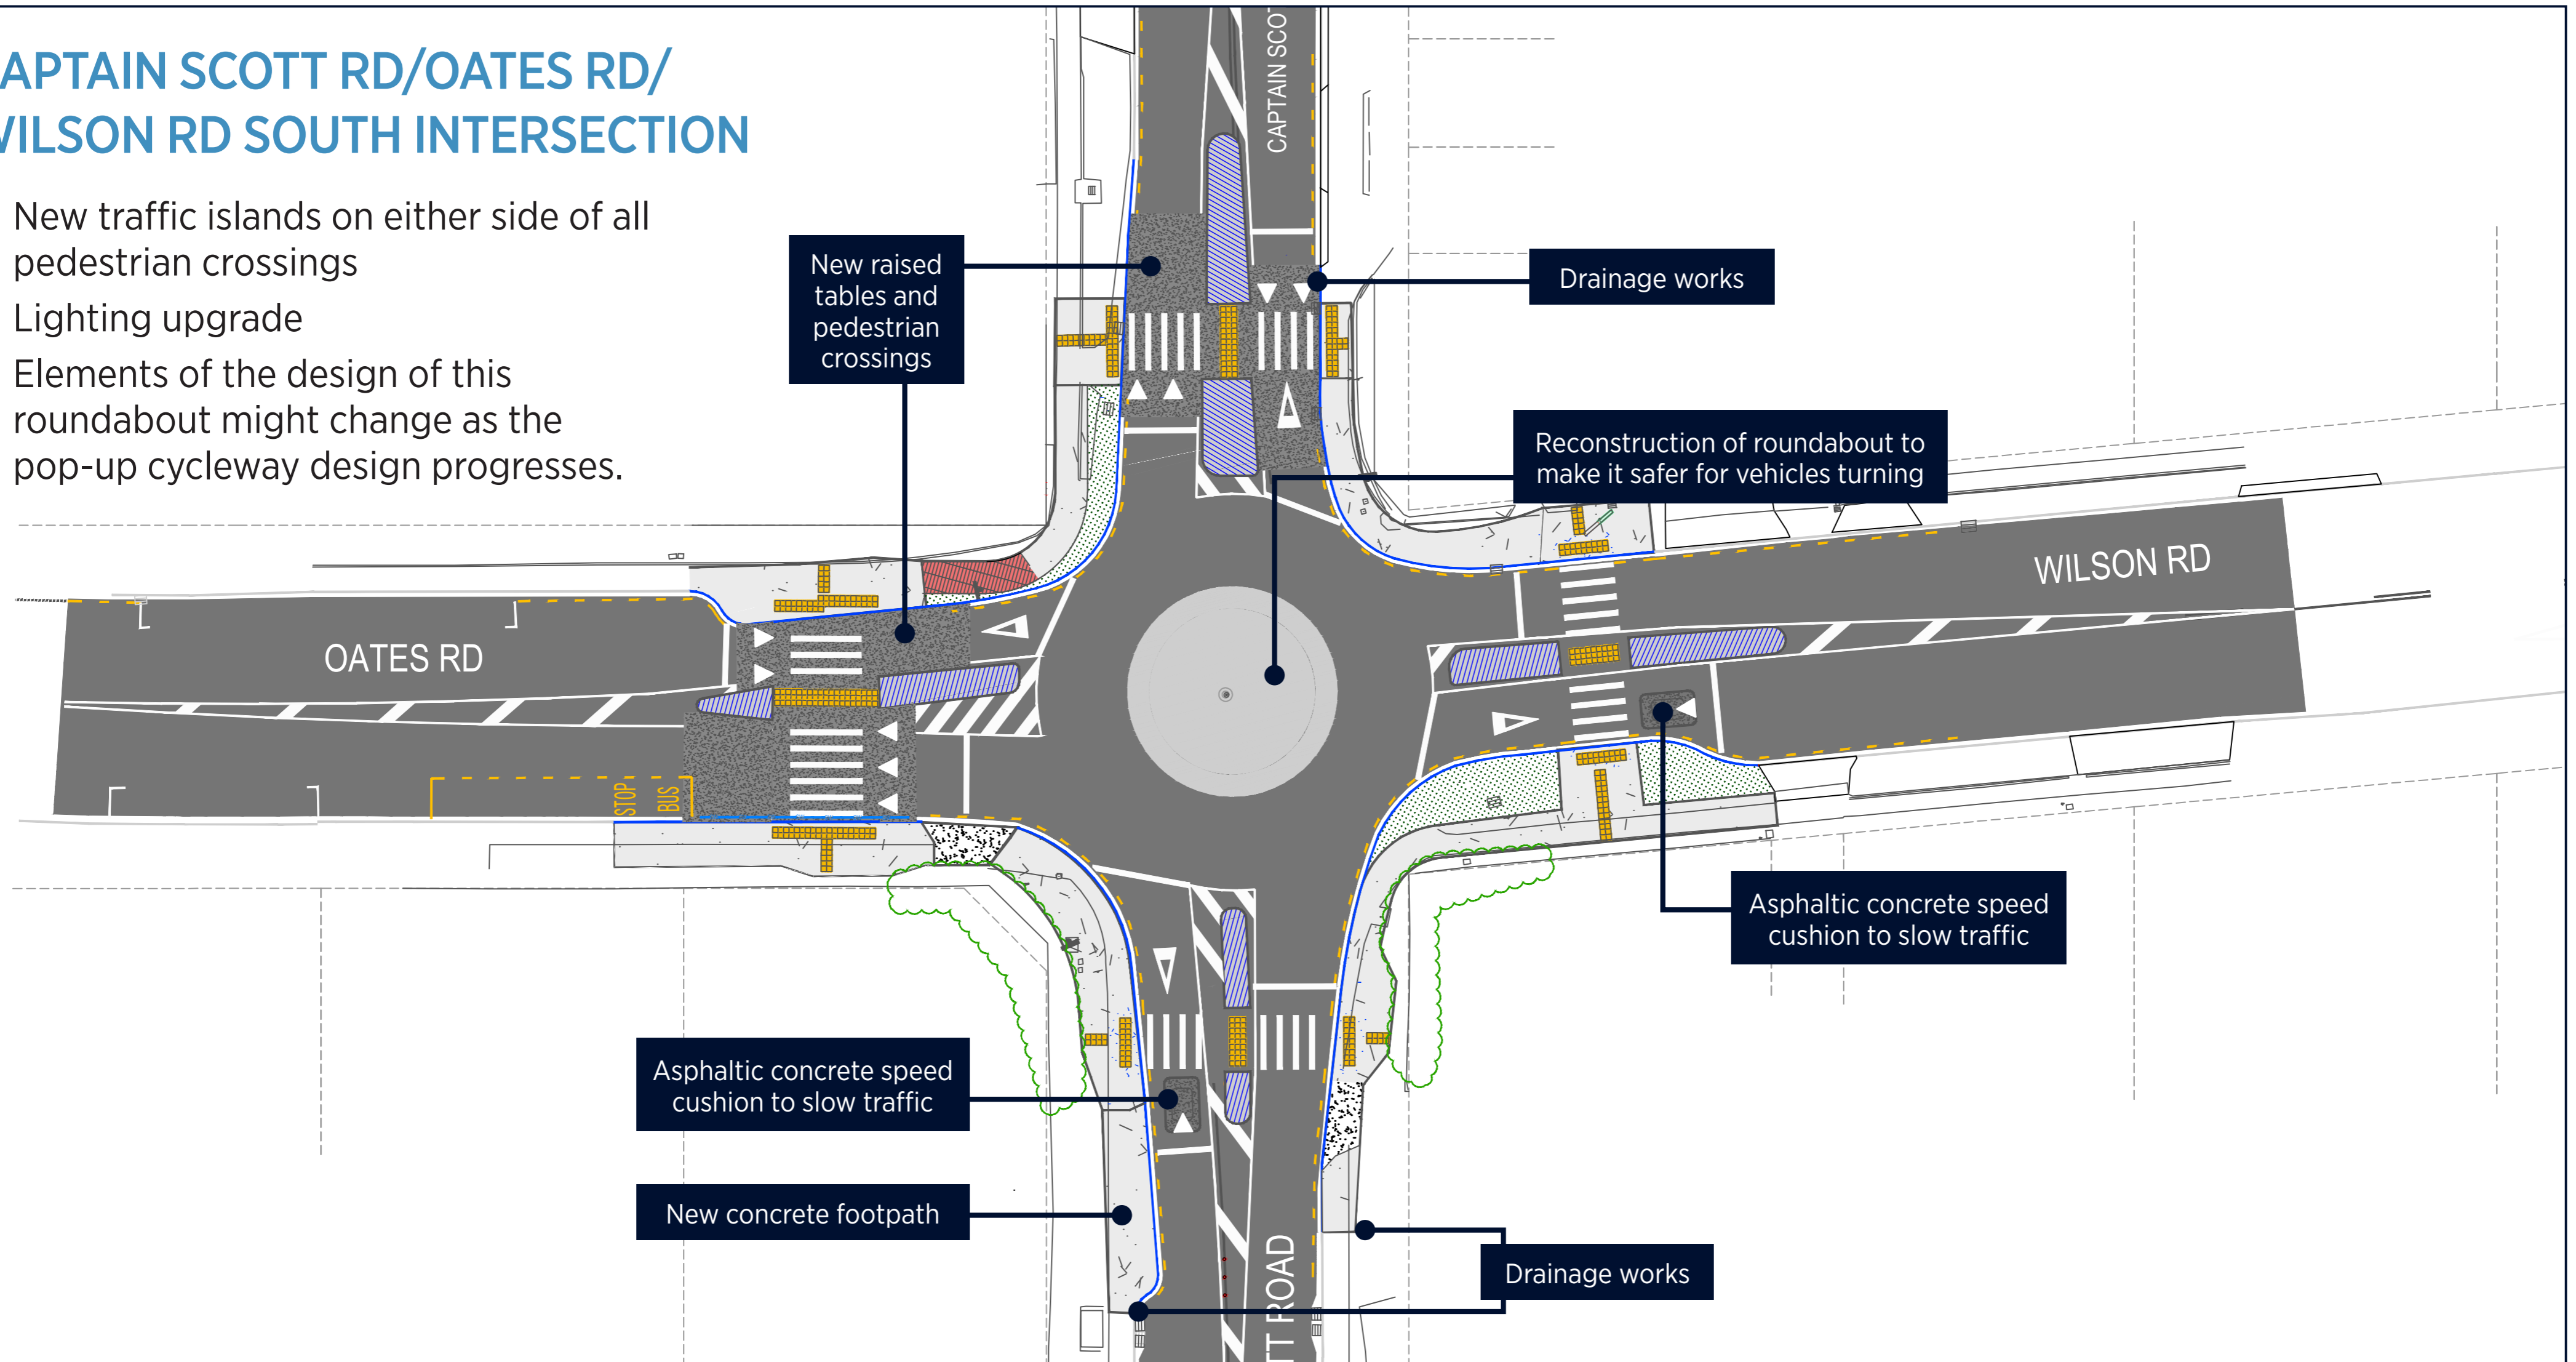 APTAIN SCOTT RD/OATES RD/
WILSON RD SOUTH INTERSECTION
New traffic islands on either side of all
pedestrian crossings
Lighting upgrade
Elements of the design of this
roundabout might change as the
pop-up cycleway design progresses.
CAPTAIN SCOT
New raised
tables and
pedestrian
crossings
Drainage works
Reconstruction of roundabout to
make it safer for vehicles turning
WILSON RD
OATES RD
STOP
BUS
Asphaltic concrete speed
cushion to slow traffic
Asphaltic concrete speed
cushion to slow traffic
New concrete footpath
Drainage works
TT ROAD